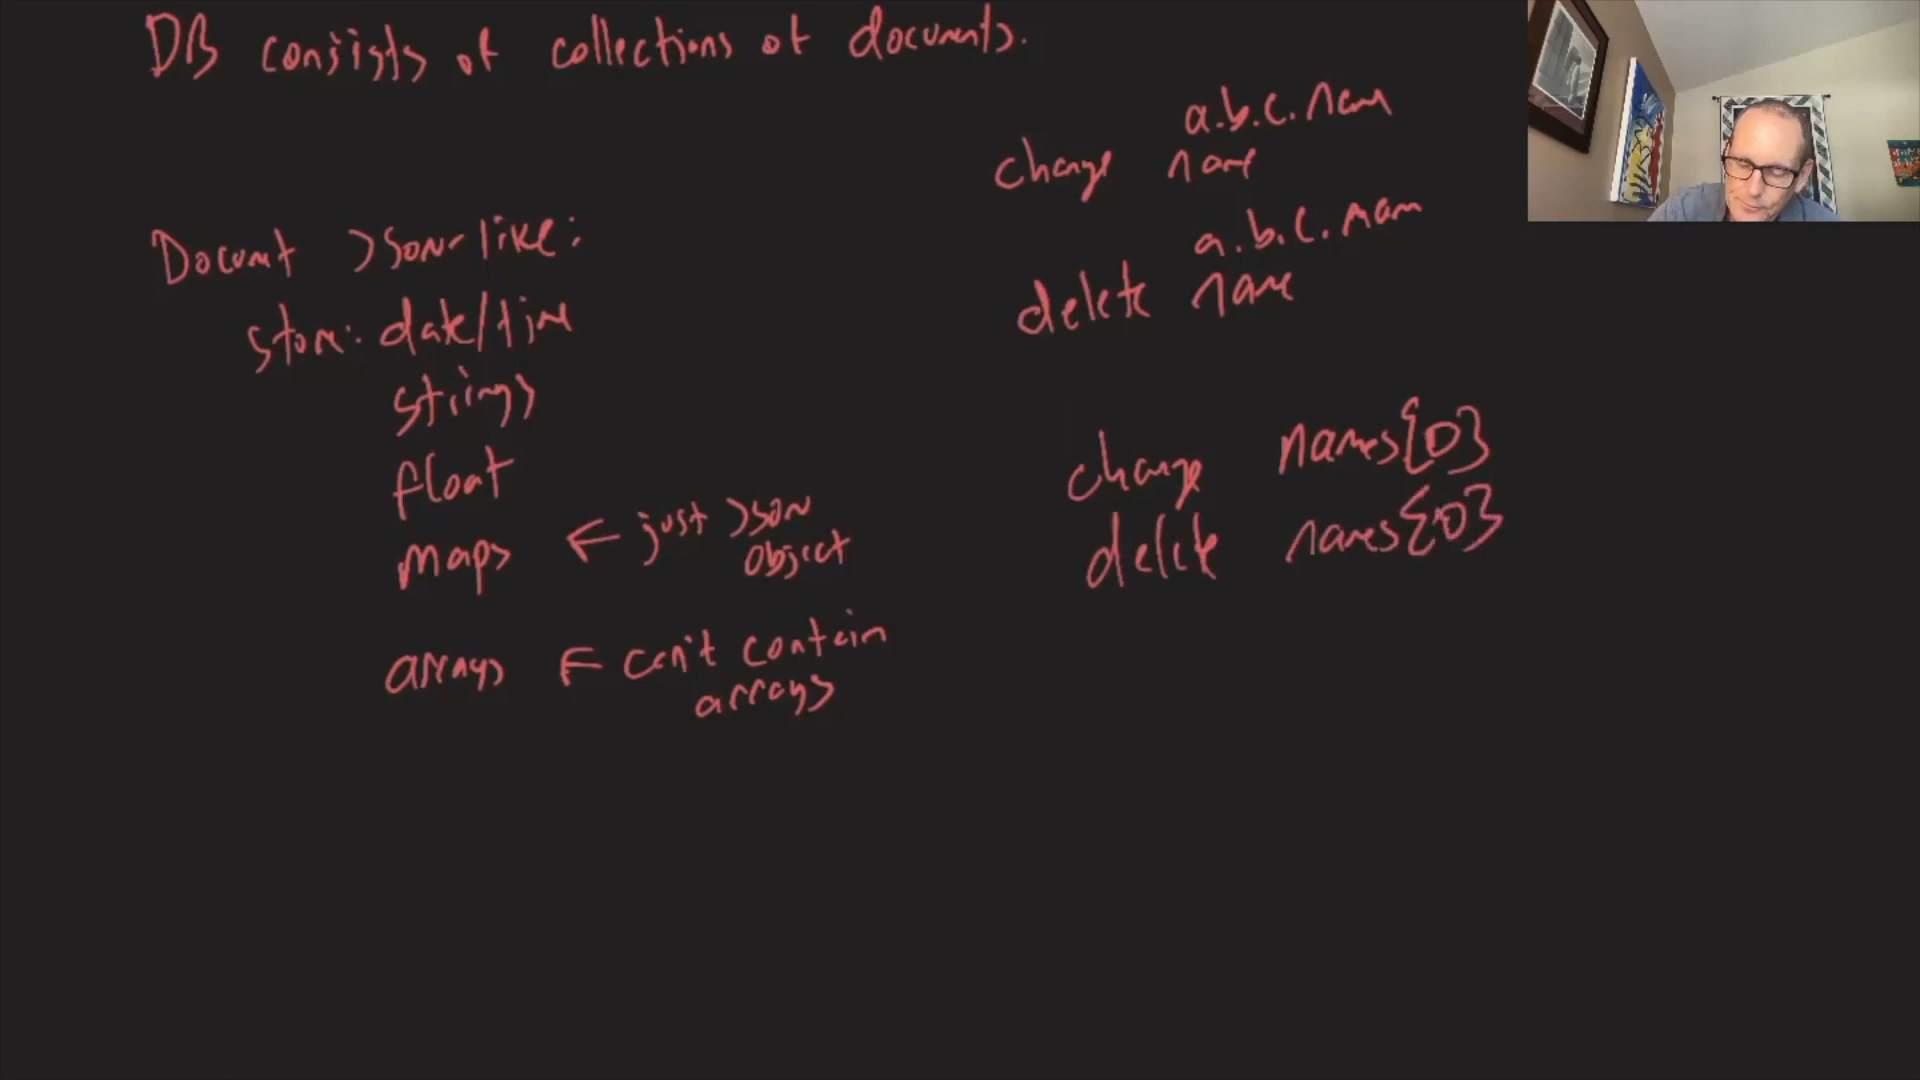 DB consists of collections of documents.
Document JSON-like:
store: date/time
strings
float
maps ← just JSON
object
arrays ← can't contain
arrays
a.b.c.name
change name
a.b.c.name
delete name
change names[0]
delete names[0]